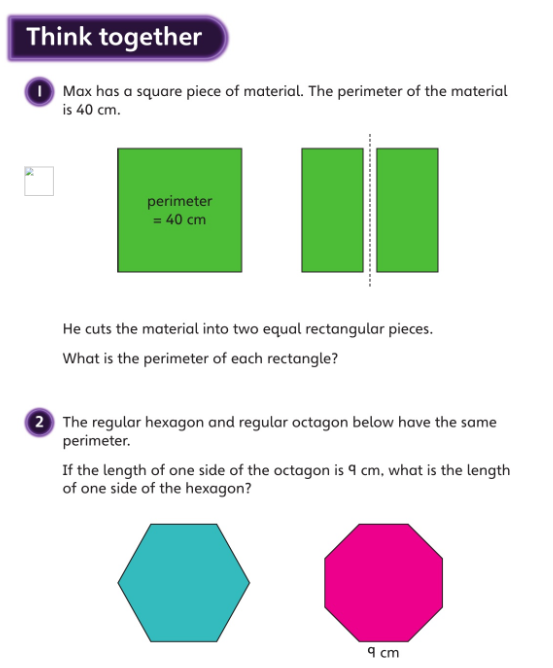 Think together
1 Max has a square piece of material. The perimeter of the material
is 40 cm.
perimeter
= 40 cm
He cuts the material into two equal rectangular pieces.
What is the perimeter of each rectangle?
2 The regular hexagon and regular octagon below have the same
perimeter.
If the length of one side of the octagon is 9 cm, what is the length
of one side of the hexagon?
9 cm